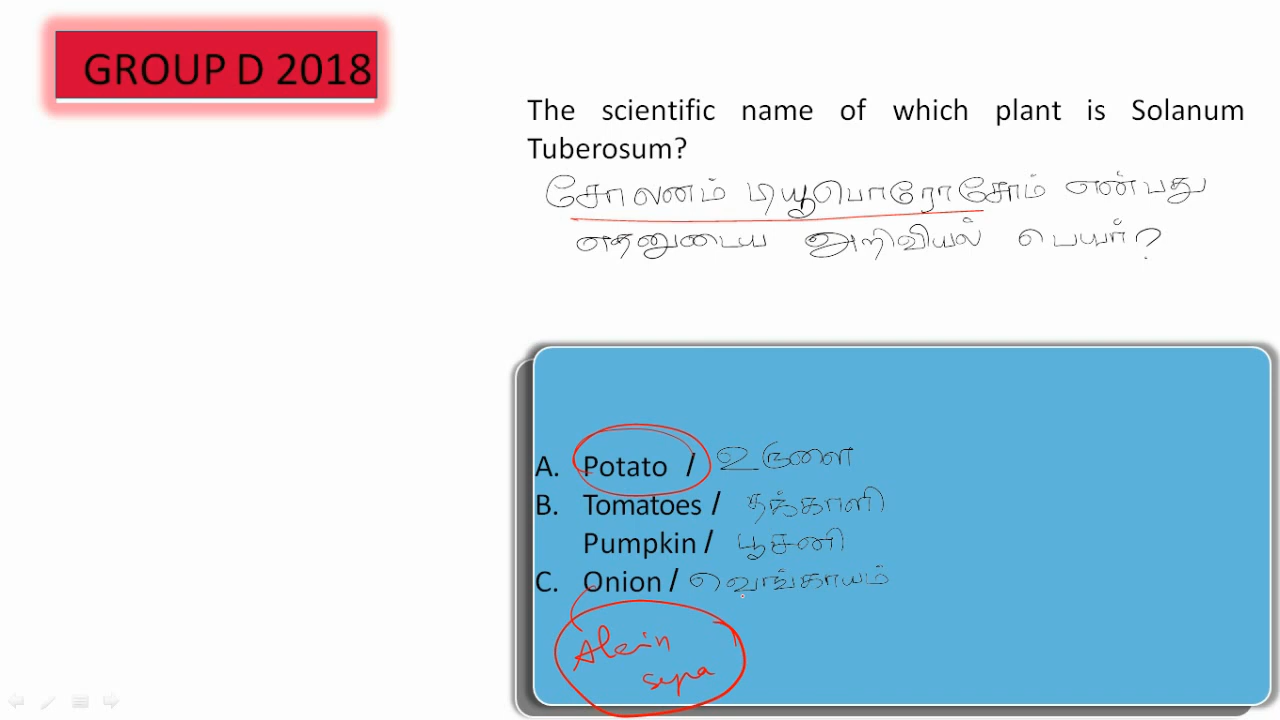 GROUP D 2018
The scientific name of which plant is Solanum
Tuberosum?
சோலனம் டியூபொரோசோம் என்பது
எதனுடைய அறிவியல் பெயர்?
A. Potato / உருளை
B. Tomatoes / தக்காளி
Pumpkin / பூசணி
C. Onion / வெங்காயம்
sepa